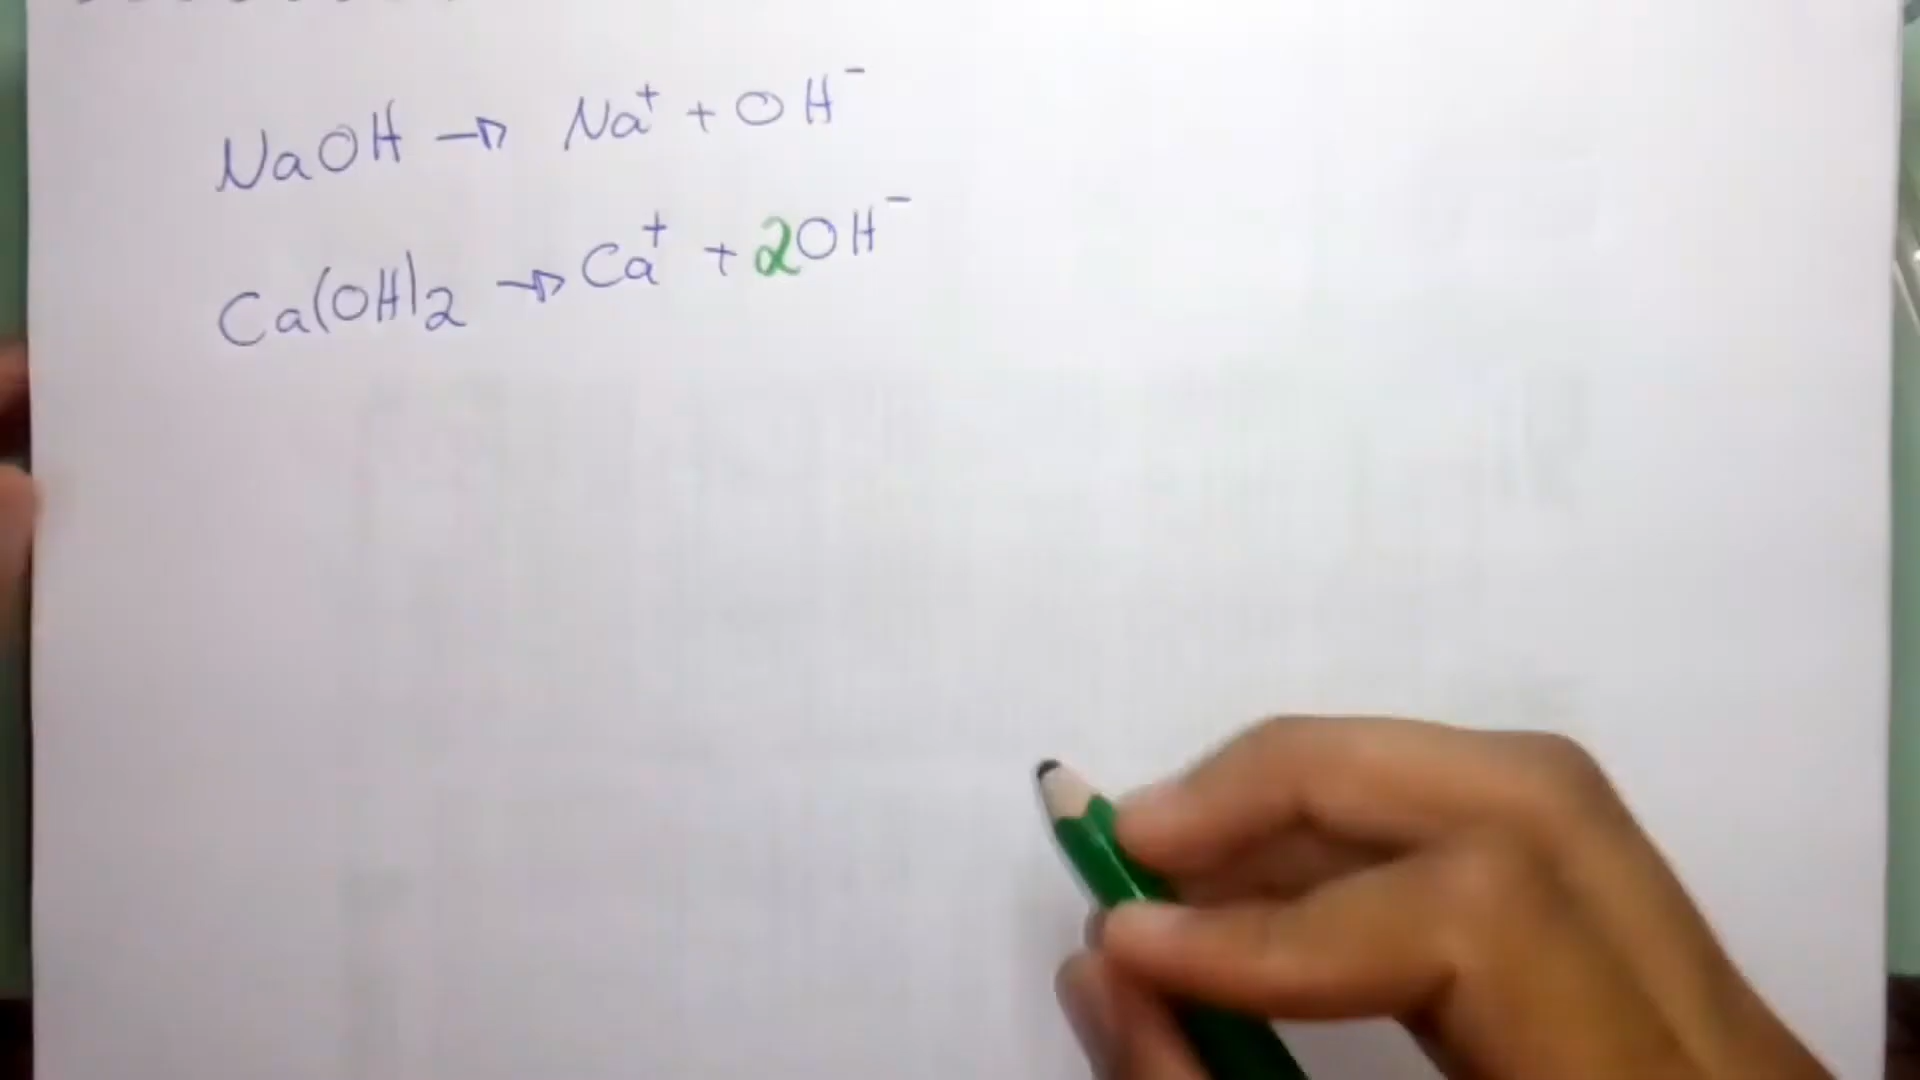 NaOH → Na⁺ + OH⁻
Ca(OH)₂ → Ca⁺ + 2OH⁻